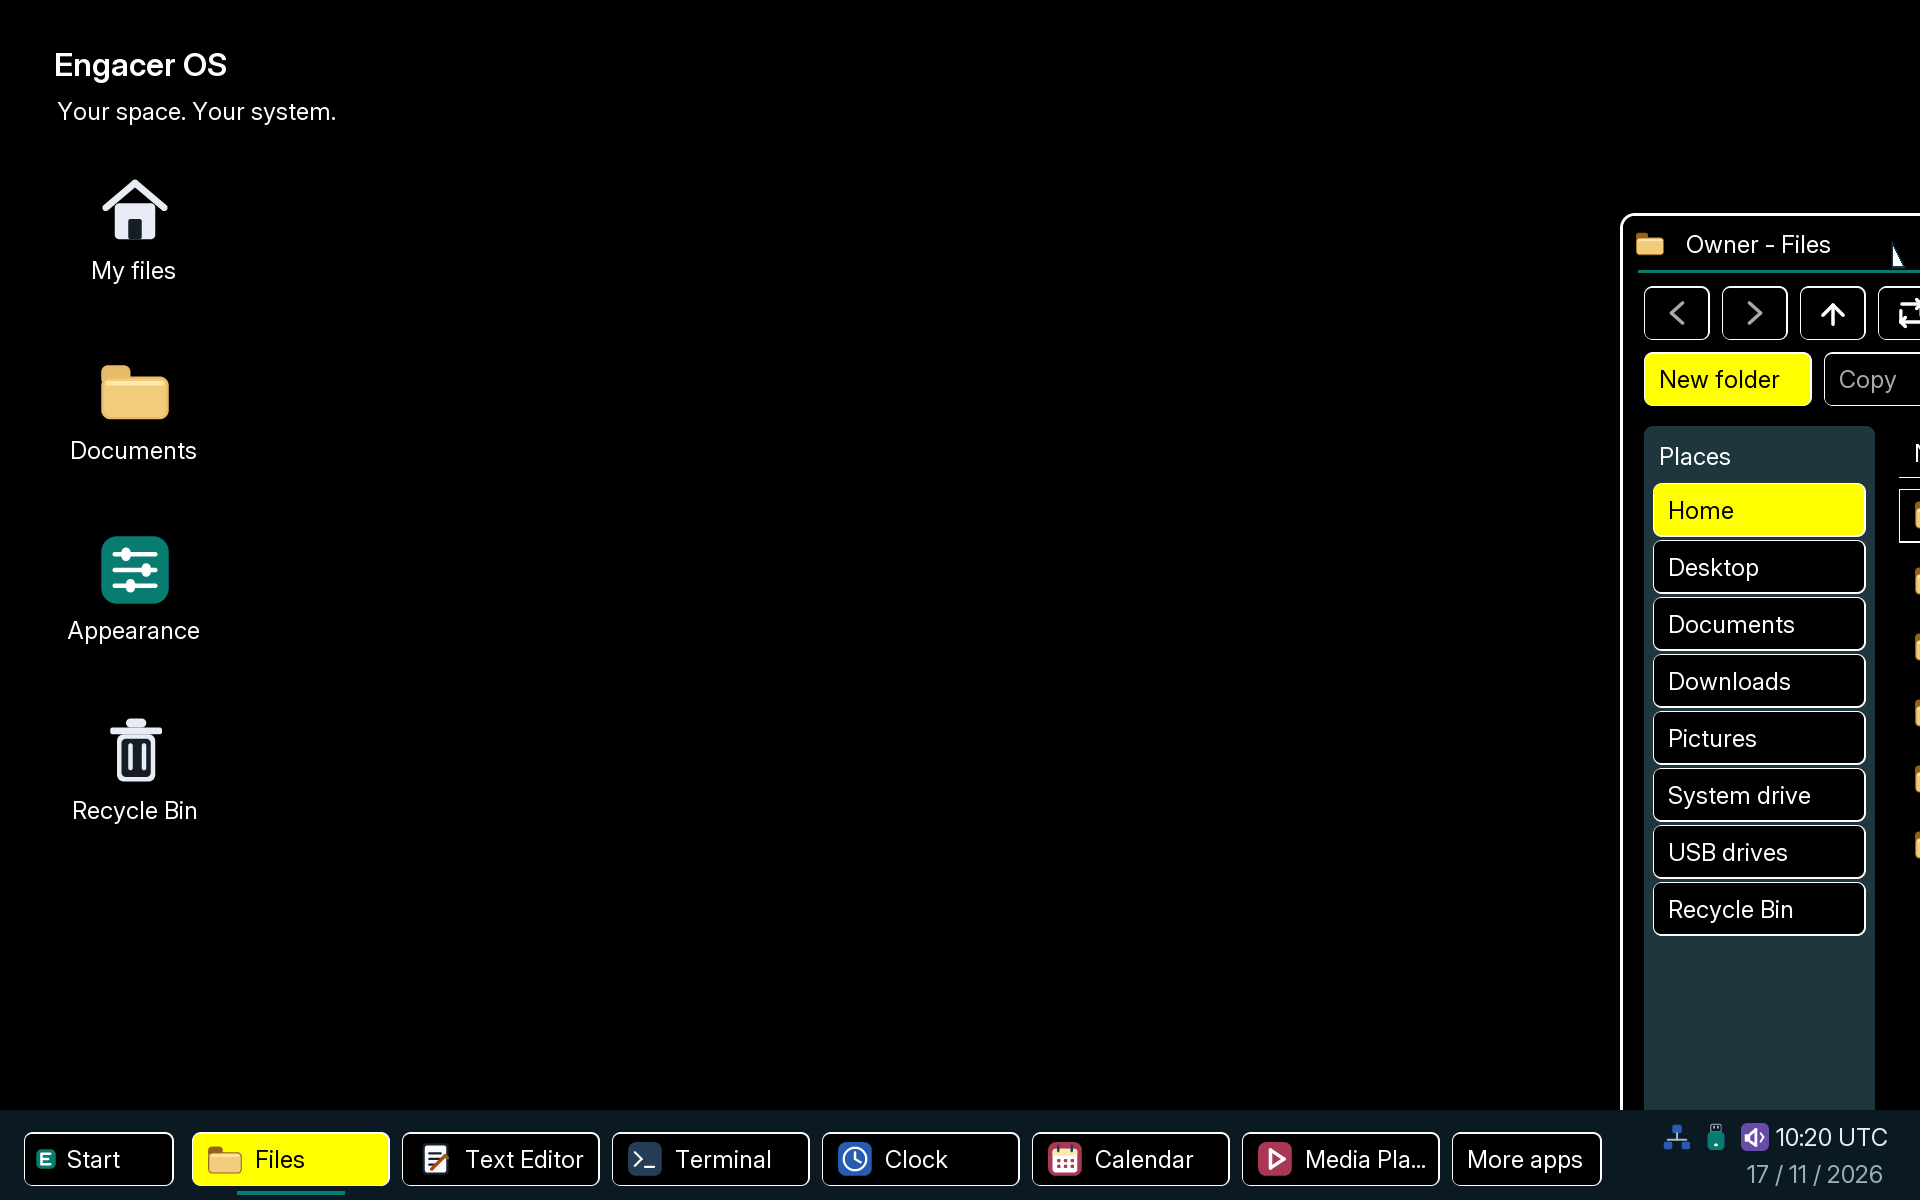 Engacer OS
Your space. Your system.
My files
Documents
Appearance
Recycle Bin
Owner - Files
New folder
Copy
Places
Home
Desktop
Documents
Downloads
Pictures
System drive
USB drives
Recycle Bin
Start
Files
Text Editor
Terminal
Clock
Calendar
Media Pla...
More apps
10:20 UTC
17 / 11 / 2026